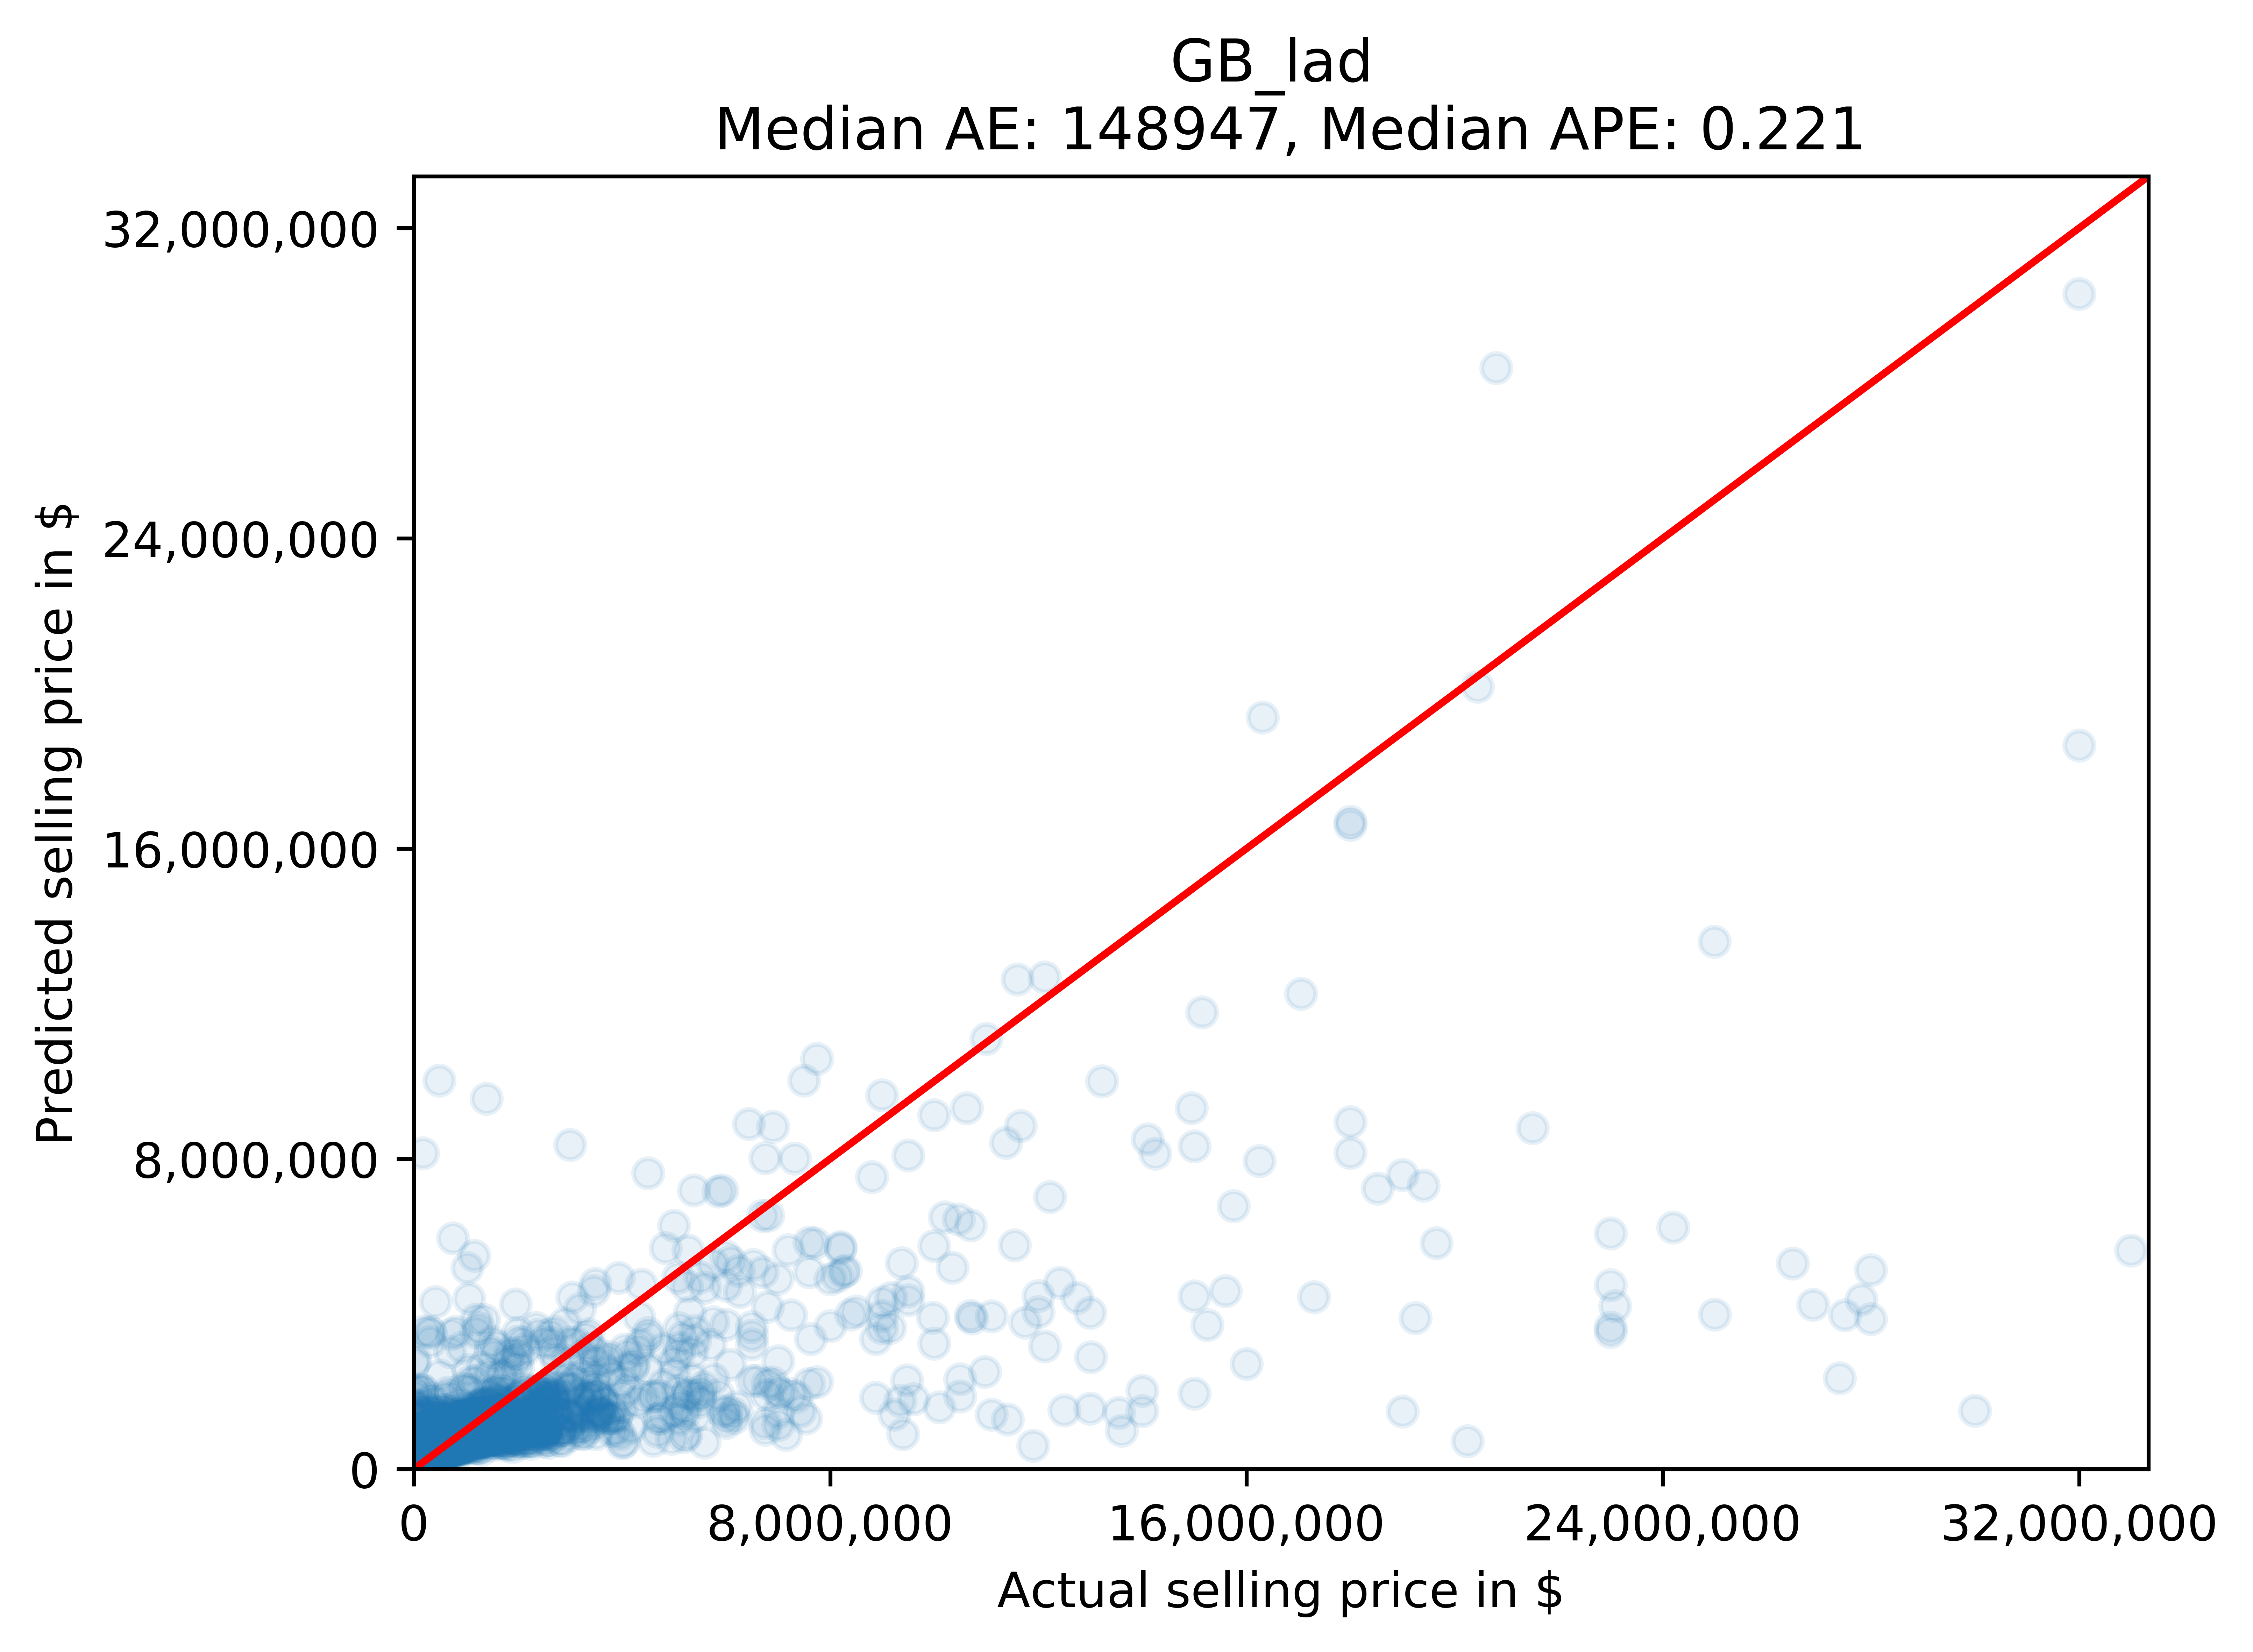 GB_lad
Median AE: 148947, Median APE: 0.221
32,000,000
24,000,000
16,000,000
8,000,000
0
Predicted selling price in $
0 8,000,000 16,000,000 24,000,000 32,000,000
Actual selling price in $